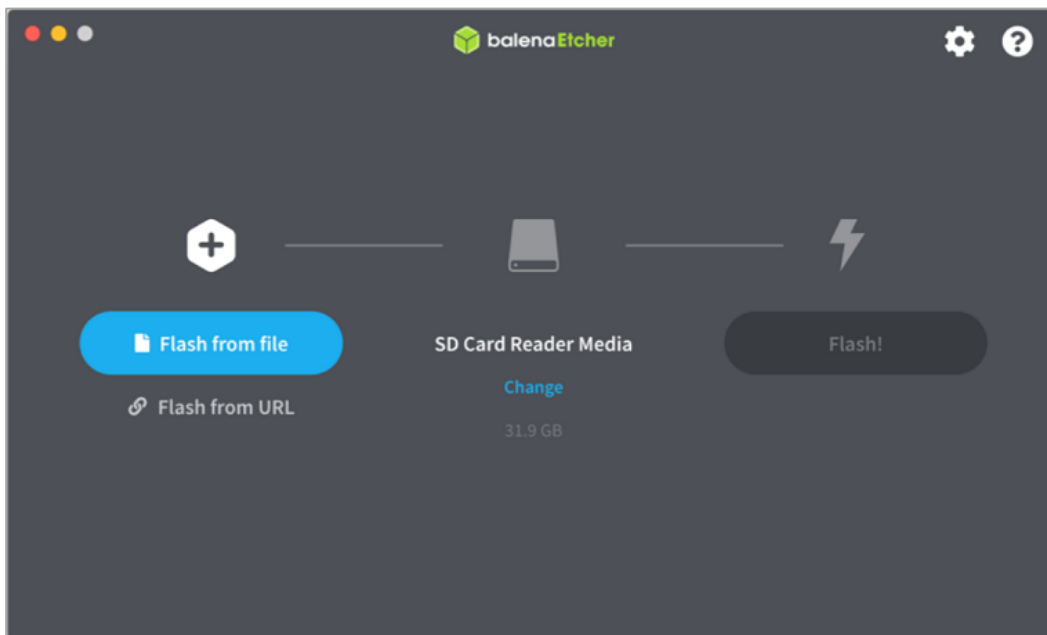 balenaEtcher
Flash from file
SD Card Reader Media
Flash!
Change
Flash from URL
31.9 GB